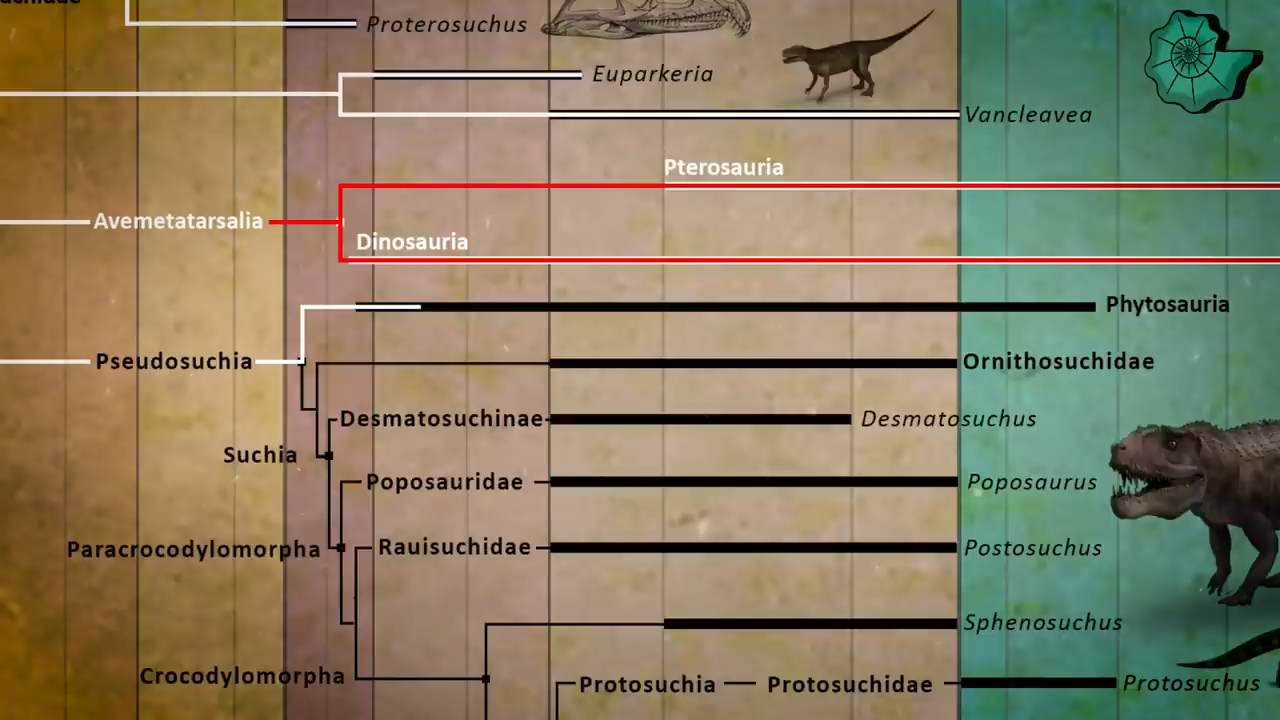 Proterosuchus
Euparkeria
Vancleavea
Pterosauria
Avemetatarsalia
Dinosauria
Phytosauria
Pseudosuchia
Ornithosuchidae
Desmatosuchinae
Desmatosuchus
Suchia
Poposauridae
Poposaurus
Paracrocodylomorpha
Rauisuchidae
Postosuchus
Sphenosuchus
Crocodylomorpha
Protosuchia
Protosuchidae
Protosuchus